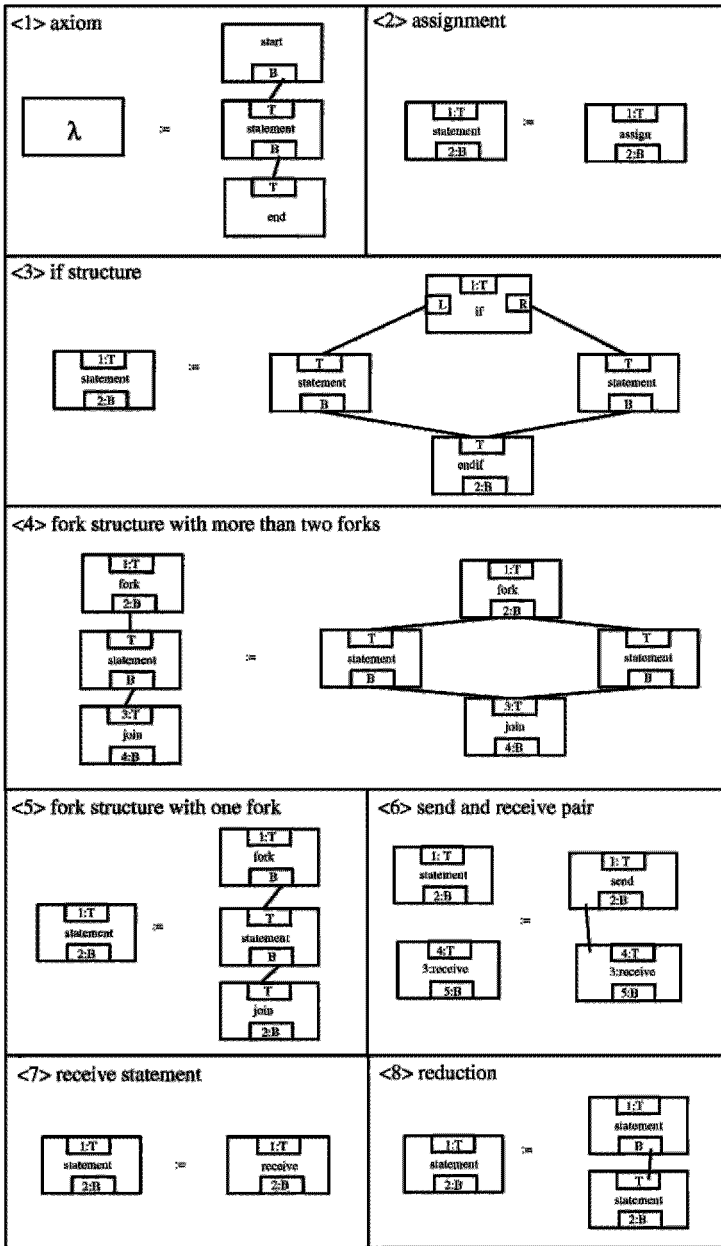 <1> axiom
λ
:=
start
B
T
statement
B
T
end
<2> assignment
1:T
statement
2:B
:=
1:T
assign
2:B
<3> if structure
1:T
statement
2:B
:=
1:T
L R
if
T
statement
B
T
statement
B
T
endif
2:B
<4> fork structure with more than two forks
1:T
fork
2:B
T
statement
B
3:T
join
4:B
:=
1:T
fork
2:B
T
statement
B
T
statement
B
3:T
join
4:B
<5> fork structure with one fork
1:T
statement
2:B
:=
1:T
fork
B
T
statement
B
T
join
2:B
<6> send and receive pair
1: T
statement
2:B
4:T
3:receive
5:B
:=
1: T
send
2:B
4:T
3:receive
5:B
<7> receive statement
1:T
statement
2:B
:=
1:T
receive
2:B
<8> reduction
1:T
statement
2:B
:=
1:T
statement
B
T
statement
2:B